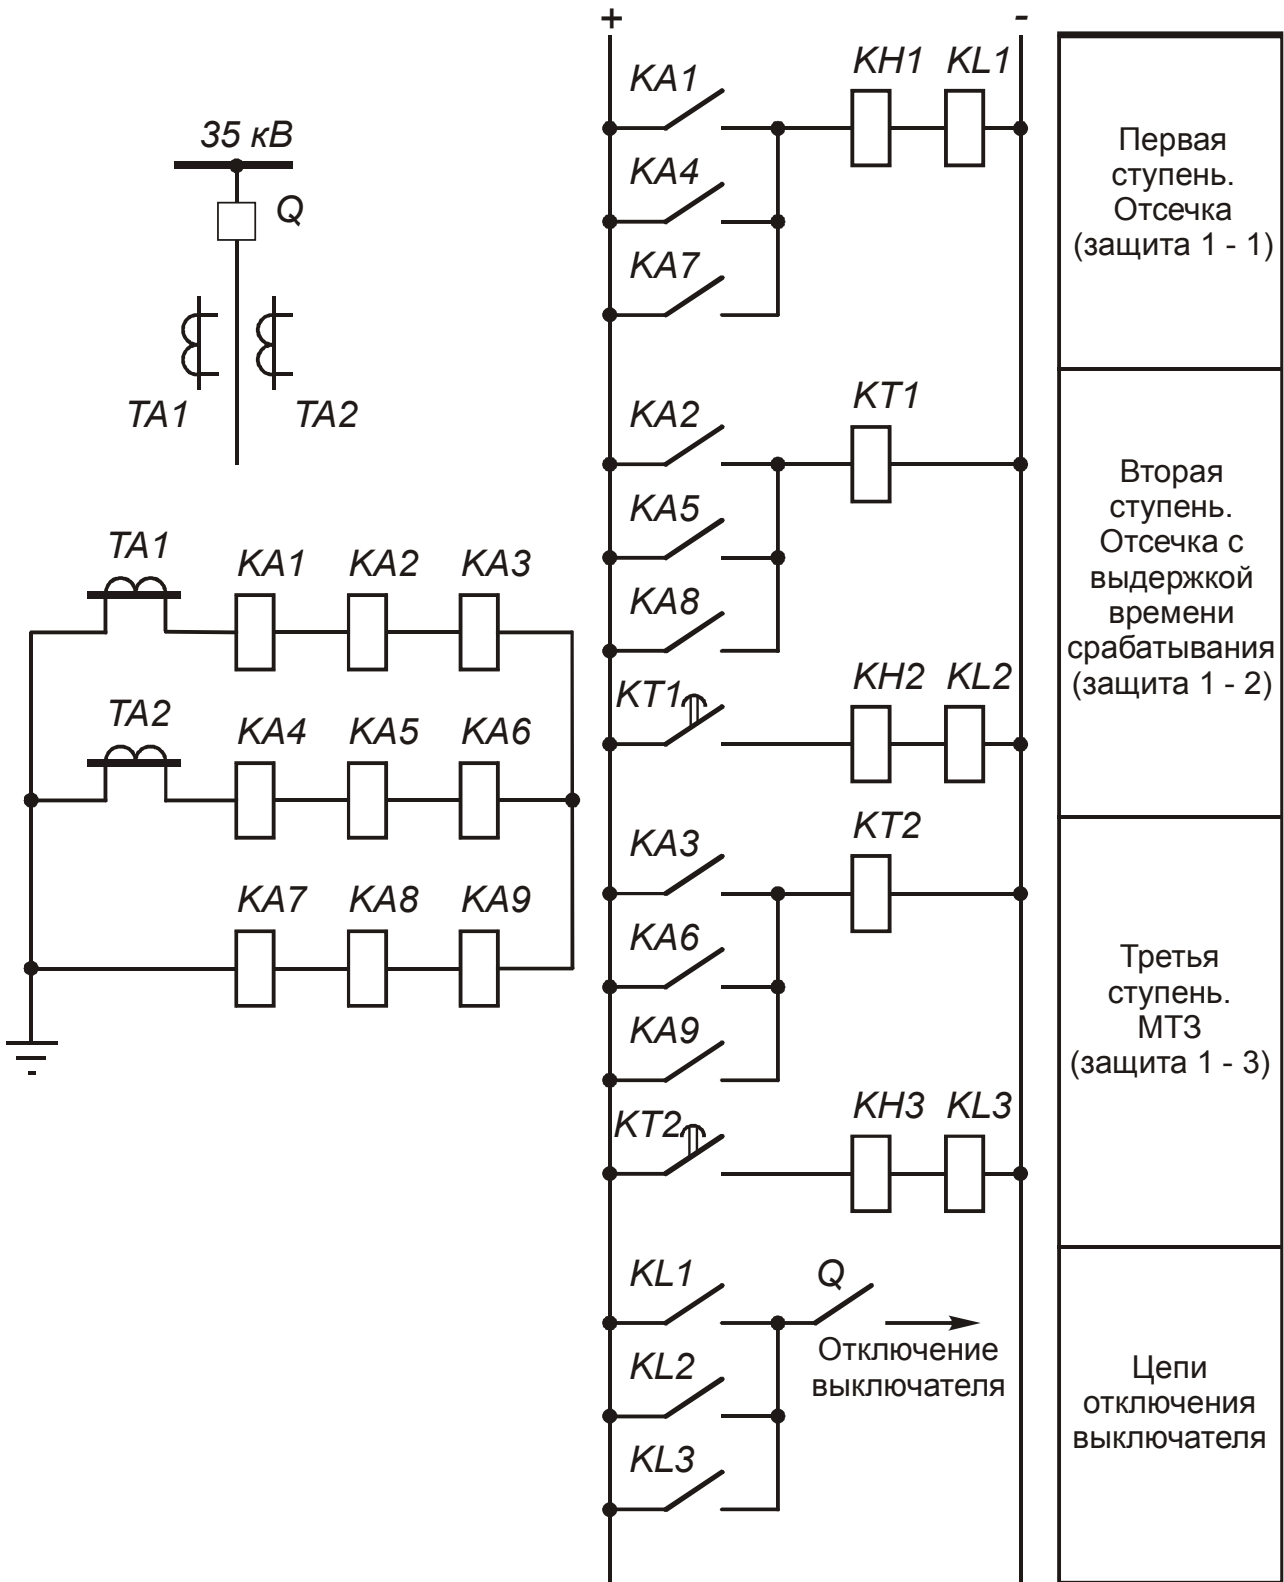 + -
35 кВ
Q
TA1 TA2
TA1 KA1 KA2 KA3
TA2 KA4 KA5 KA6
KA7 KA8 KA9
KA1 KH1 KL1
KA4
KA7
KA2 KT1
KA5
KA8
KT1 KH2 KL2
KA3 KT2
KA6
KA9
KT2 KH3 KL3
KL1 Q
Отключение
выключателя
KL2
KL3
Первая
ступень.
Отсечка
(защита 1 - 1)
Вторая
ступень.
Отсечка с
выдержкой
времени
срабатывания
(защита 1 - 2)
Третья
ступень.
МТЗ
(защита 1 - 3)
Цепи
отключения
выключателя